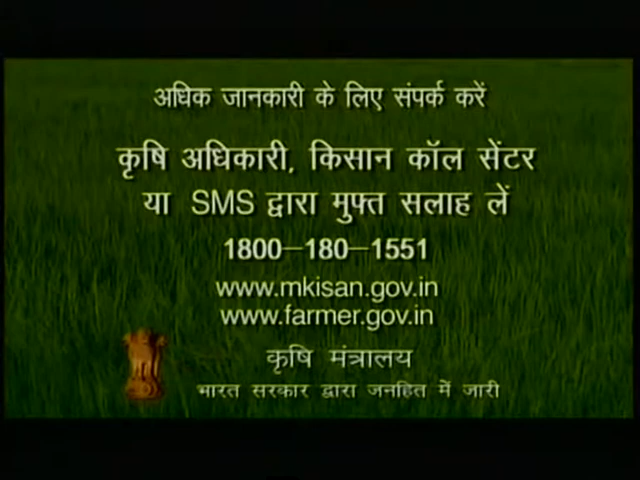 अधिक जानकारी के लिए संपर्क करें
कृषि अधिकारी, किसान कॉल सेंटर
या SMS द्वारा मुफ्त सलाह लें
1800-180-1551
www.mkisan.gov.in
www.farmer.gov.in
कृषि मंत्रालय
भारत सरकार द्वारा जनहित में जारी